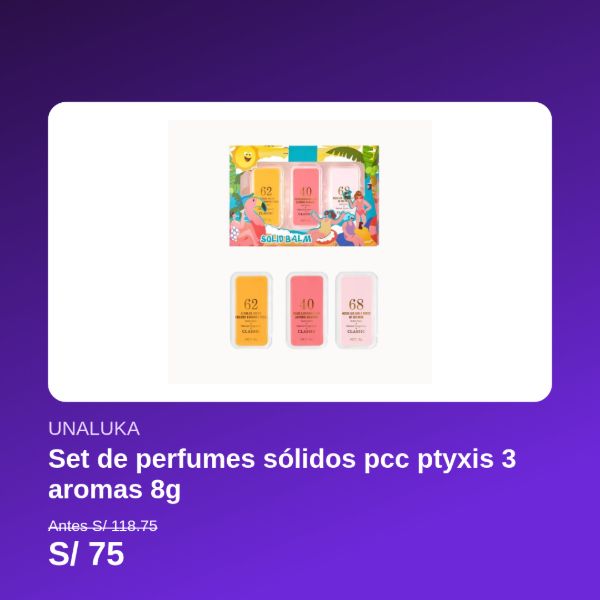 62
40
68
CLASSIC
SOLID BALM
62
CLASSIC
40
CLASSIC
68
CLASSIC
UNALUKA
Set de perfumes sólidos pcc ptyxis 3
aromas 8g
Antes S/ 118.75
S/ 75